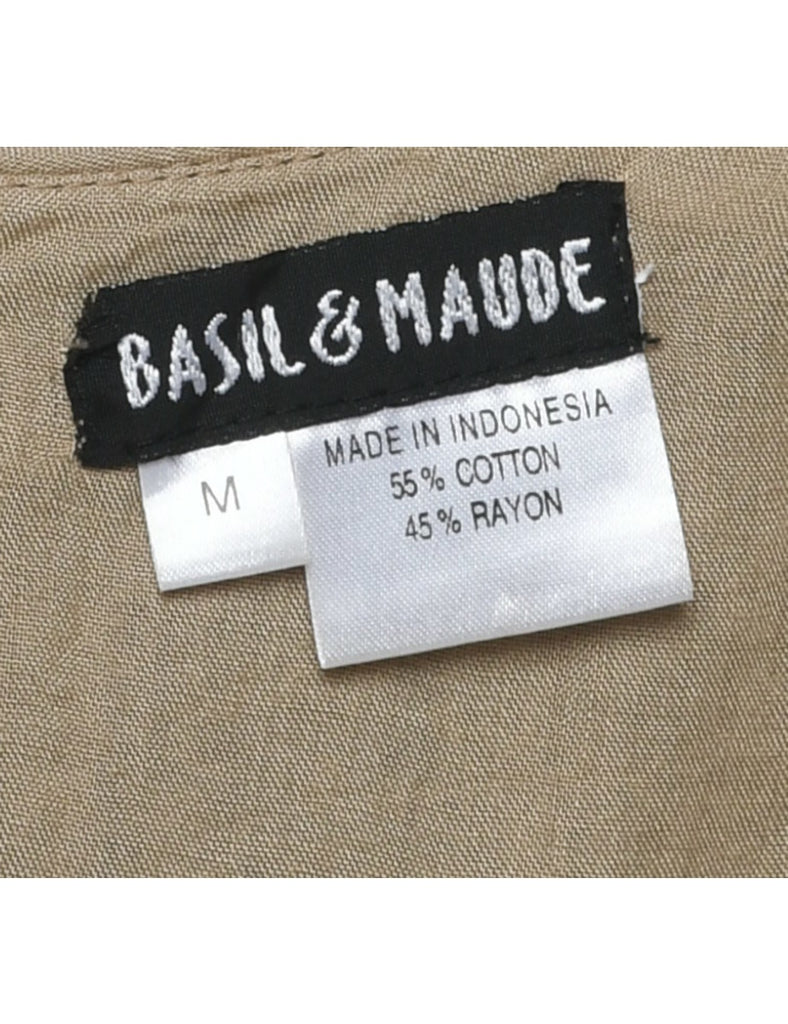 BASIL & MAUDE
M
MADE IN INDONESIA
55% COTTON
45% RAYON